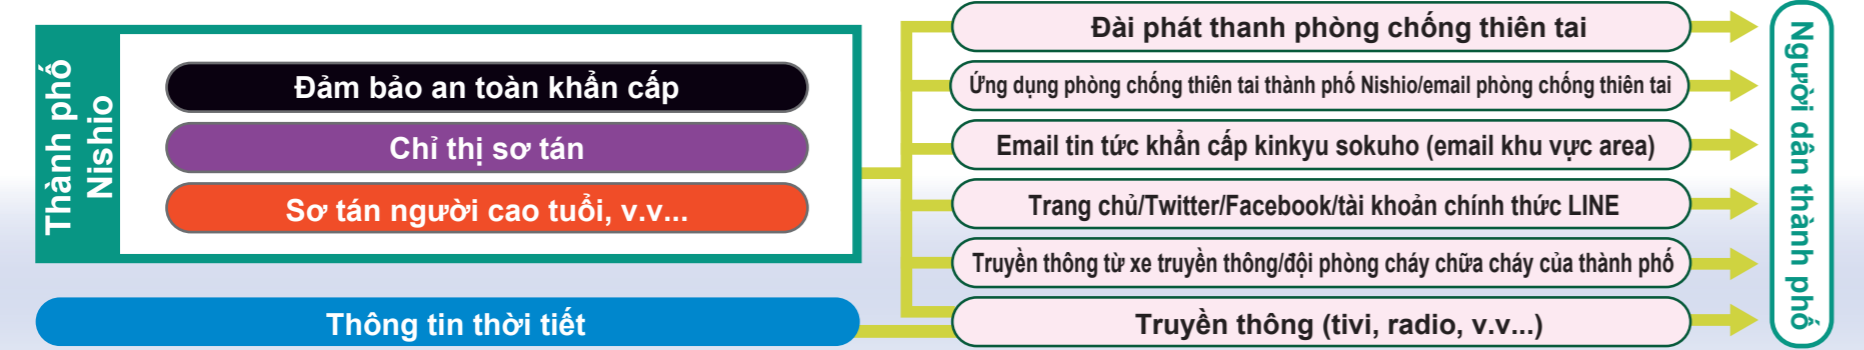 Thành phố
Nishio
Đảm bảo an toàn khẩn cấp
Chỉ thị sơ tán
Sơ tán người cao tuổi, v.v...
Thông tin thời tiết
Đài phát thanh phòng chống thiên tai
Ứng dụng phòng chống thiên tai thành phố Nishio/email phòng chống thiên tai
Email tin tức khẩn cấp kinkyu sokuho (email khu vực area)
Trang chủ/Twitter/Facebook/tài khoản chính thức LINE
Truyền thông từ xe truyền thông/đội phòng cháy chữa cháy của thành phố
Truyền thông (tivi, radio, v.v...)
Người dân thành phố